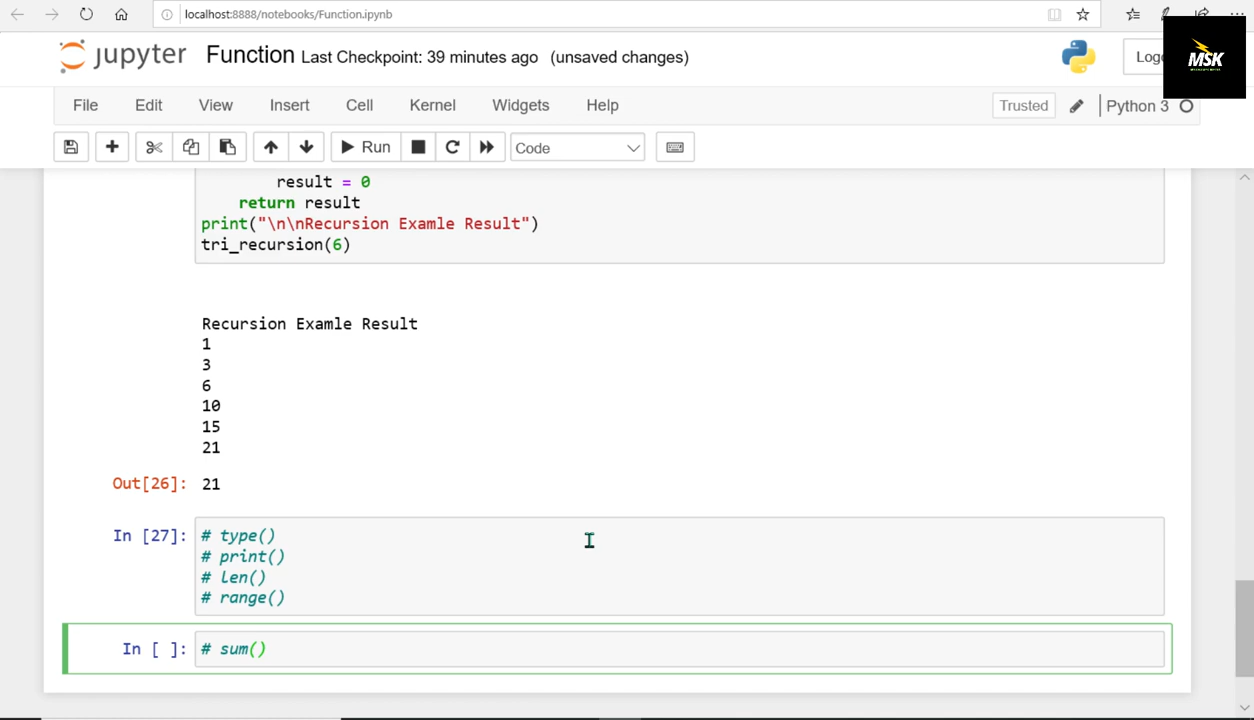 localhost:8888/notebooks/Function.ipynb
jupyter Function Last Checkpoint: 39 minutes ago (unsaved changes)
MSK
File Edit View Insert Cell Kernel Widgets Help Trusted Python 3
Run Code
result = 0
return result
print("\n\nRecursion Examle Result")
tri_recursion(6)
Recursion Examle Result
1
3
6
10
15
21
Out[26]: 21
In [27]: # type()
# print()
# len()
# range()
In [ ]: # sum()